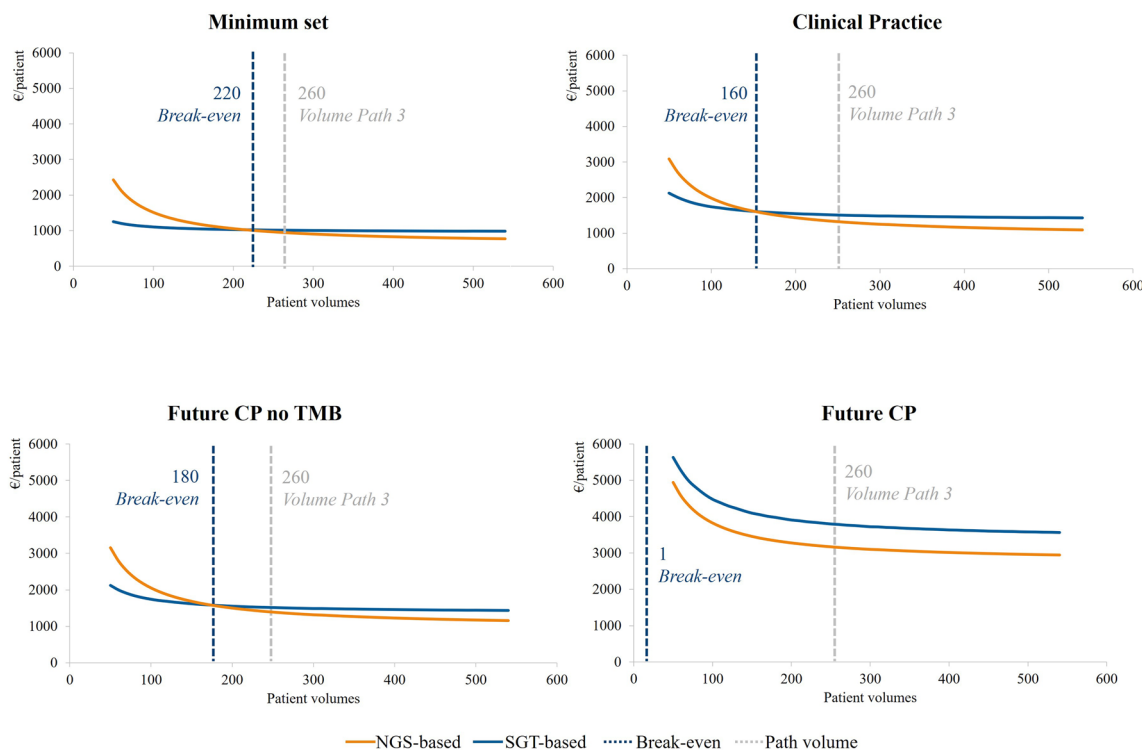 Minimum set
€/patient
6000
5000
4000
3000
2000
1000
0
220
Break-even
260
Volume Path 3
0 100 200 300 400 500 600
Patient volumes
Clinical Practice
€/patient
6000
5000
4000
3000
2000
1000
0
160
Break-even
260
Volume Path 3
0 100 200 300 400 500 600
Patient volumes
Future CP no TMB
€/patient
6000
5000
4000
3000
2000
1000
0
180
Break-even
260
Volume Path 3
0 100 200 300 400 500 600
Patient volumes
Future CP
€/patient
6000
5000
4000
3000
2000
1000
0
260
Volume Path 3
1
Break-even
0 100 200 300 400 500 600
Patient volumes
NGS-based SGT-based Break-even Path volume